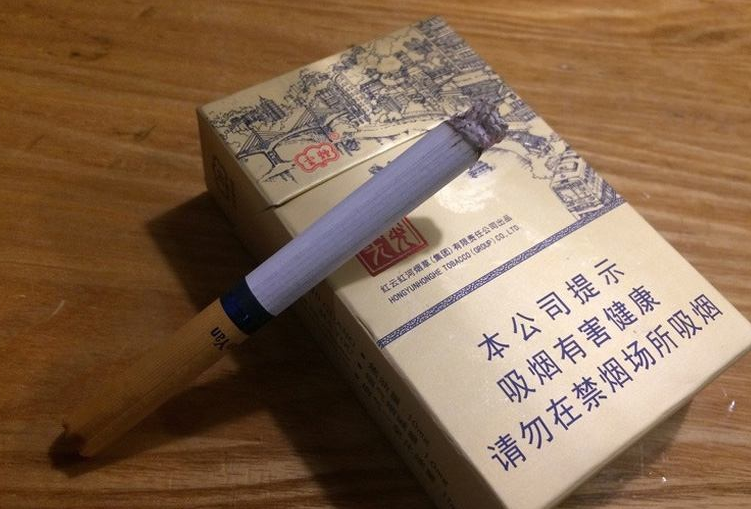 红云红河烟草(集团)有限责任公司出品
HONGYUNHONGHE TOBACCO (GROUP) CO., LTD.
本公司提示
吸烟有害健康
请勿在禁烟场所吸烟
Yan